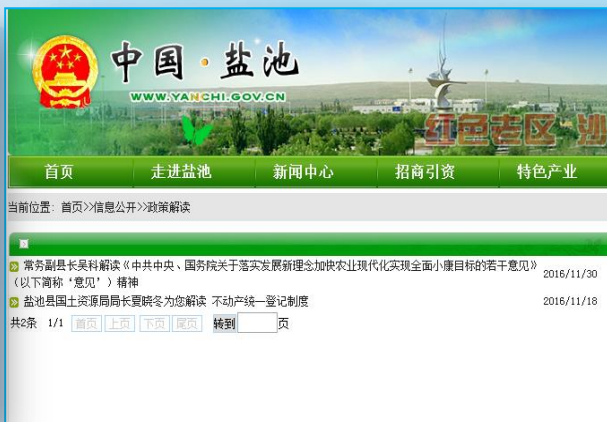 中国·盐池
WWW.YANCHI.GOV.CN
红色老区 沙
首页 走进盐池 新闻中心 招商引资 特色产业
当前位置: 首页>>信息公开>>政策解读
常务副县长吴科解读《中共中央、国务院关于落实发展新理念加快农业现代化实现全面小康目标的若干意见》
（以下简称‘意见’）精神 2016/11/30
盐池县国土资源局局长夏晓冬为您解读 不动产统一登记制度 2016/11/18
共2条 1/1 首页 上页 下页 尾页 转到 页